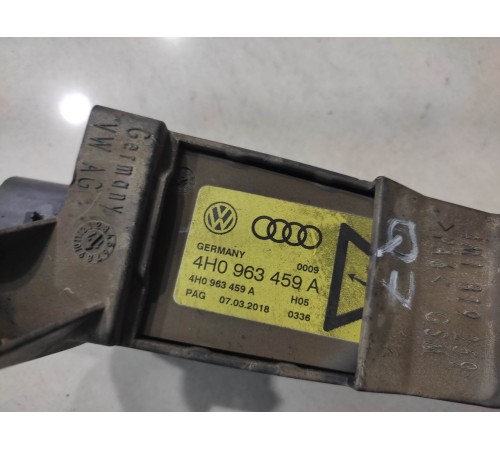 Germany
VW AG
GERMANY
0009
4H0 963 459 A
4H0 963 459 A
H05
PAG 07.03.2018
0336